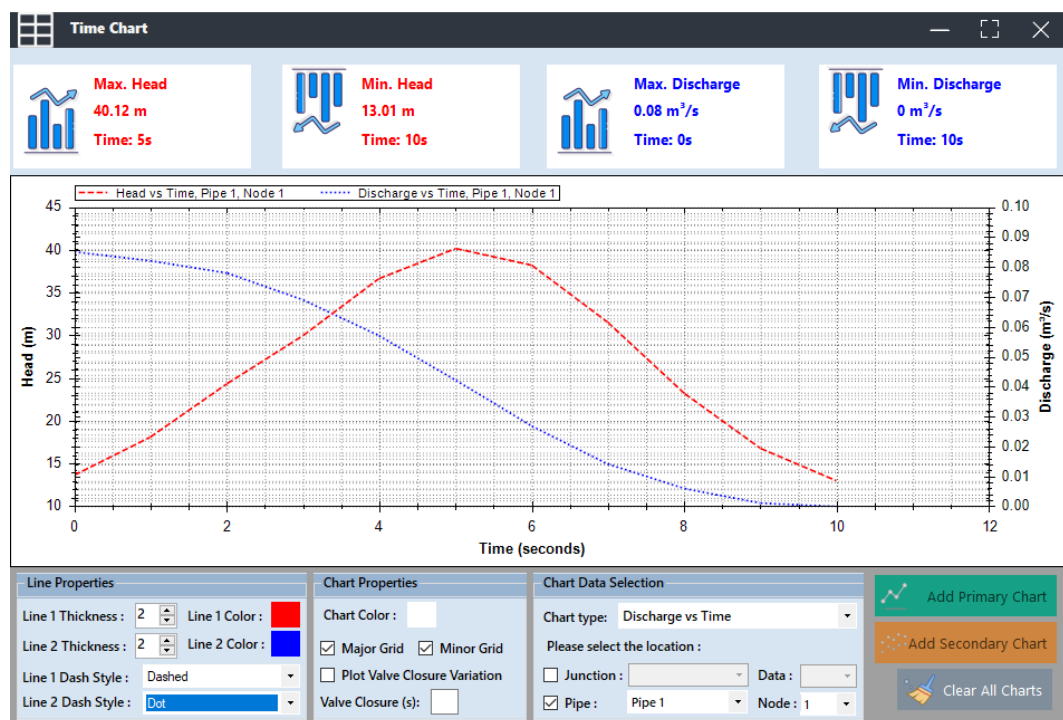 Time Chart
Max. Head
40.12 m
Time: 5s
Min. Head
13.01 m
Time: 10s
Max. Discharge
0.08 m³/s
Time: 0s
Min. Discharge
0 m³/s
Time: 10s
Head vs Time, Pipe 1, Node 1
Discharge vs Time, Pipe 1, Node 1
Head (m)
45
40
35
30
25
20
15
10
0.10
0.09
0.08
0.07
0.06
0.05
0.04
0.03
0.02
0.01
0.00
Discharge (m³/s)
0 2 4 6 8 10 12
Time (seconds)
Line Properties
Line 1 Thickness : 2 Line 1 Color :
Line 2 Thickness : 2 Line 2 Color :
Line 1 Dash Style : Dashed
Line 2 Dash Style : Dot
Chart Properties
Chart Color :
Major Grid Minor Grid
Plot Valve Closure Variation
Valve Closure (s):
Chart Data Selection
Chart type: Discharge vs Time
Please select the location :
Junction : Data :
Pipe : Pipe 1 Node : 1
Add Primary Chart
Add Secondary Chart
Clear All Charts